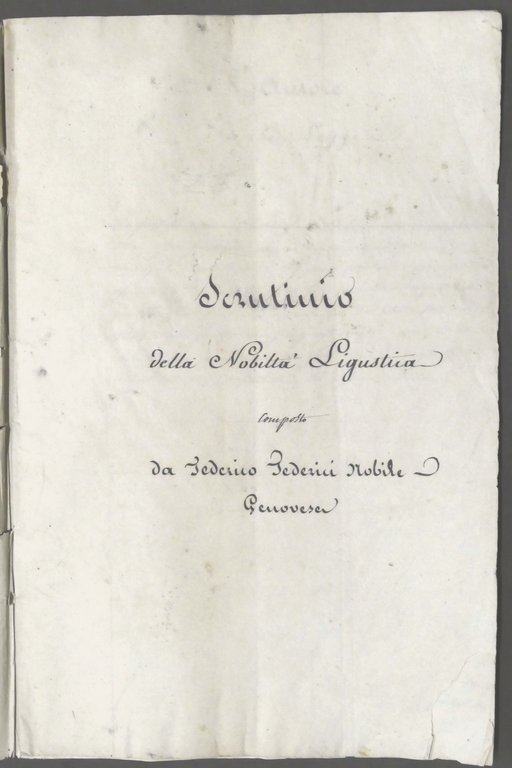 Scrutinio
della Nobiltà Ligustica
composto
da Federico Federici Nobile
Genovese